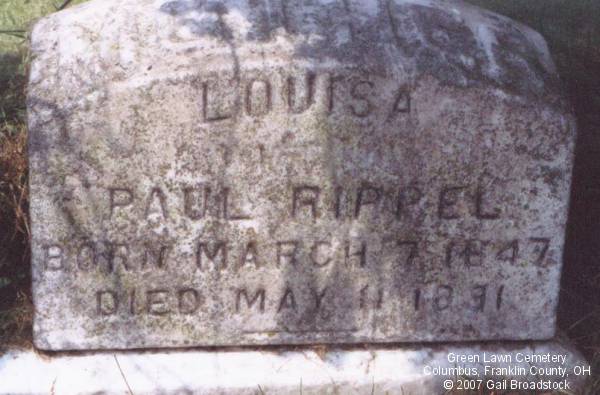 LOUISA
PAUL RIPPEL
BORN MARCH 7 1847
DIED MAY 11
Green Lawn Cemetery
Columbus, Franklin County, OH
© 2007 Gail Broadstock